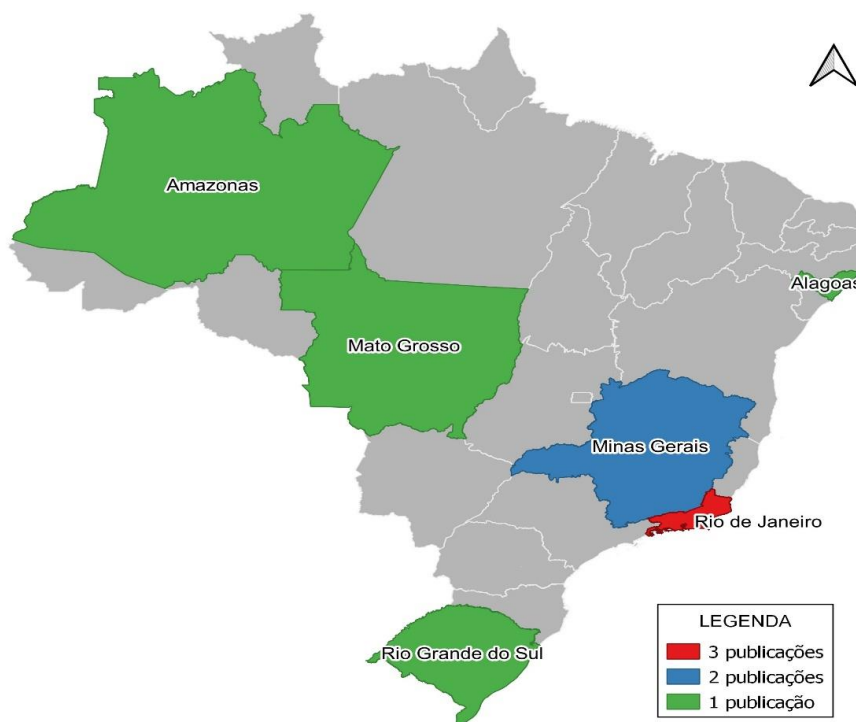 Amazonas
Alagoas
Mato Grosso
Minas Gerais
Rio de Janeiro
Rio Grande do Sul
LEGENDA
3 publicações
2 publicações
1 publicação